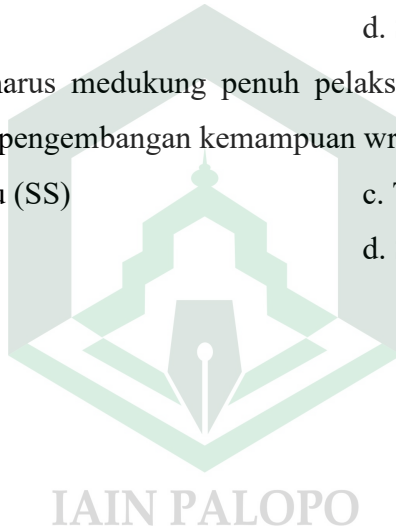 d.
harus medukung penuh pelaks
pengembangan kemampuan wr
(SS) c.
d.
IAIN PALOPO